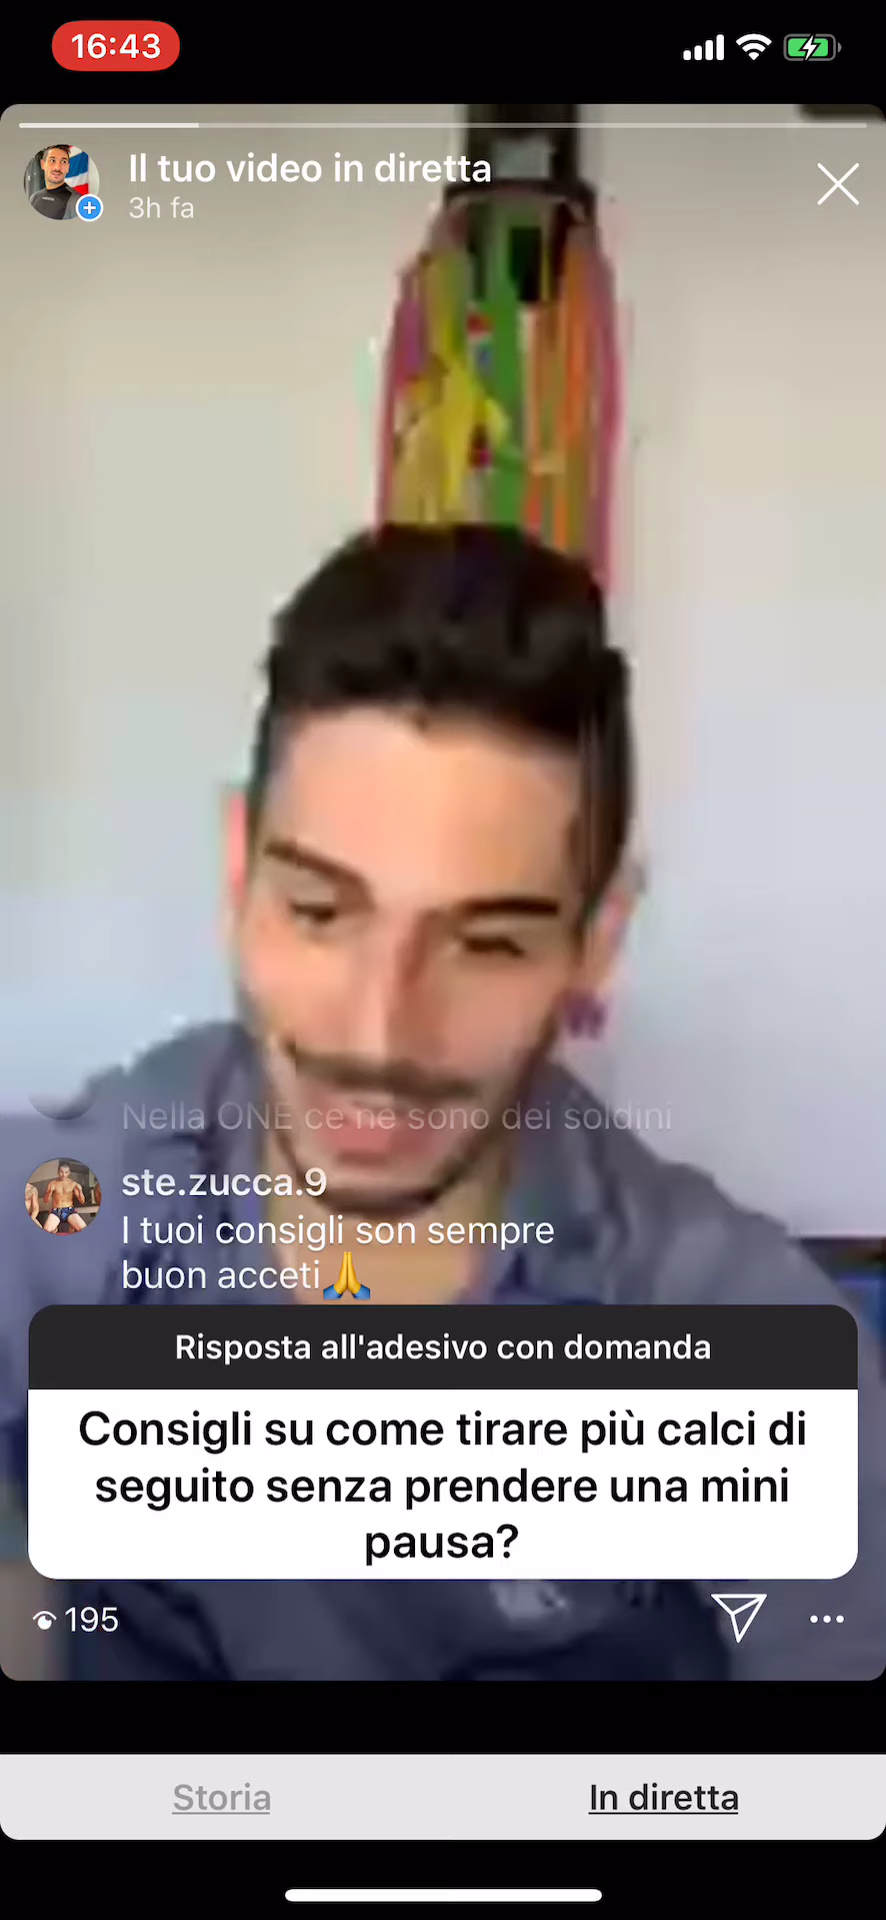 16:43
Il tuo video in diretta
3h fa
Nella ONE ce ne sono dei soldini
ste.zucca.9
I tuoi consigli son sempre
buon acceti🙏
Risposta all'adesivo con domanda
Consigli su come tirare più calci di
seguito senza prendere una mini
pausa?
195
Storia
In diretta